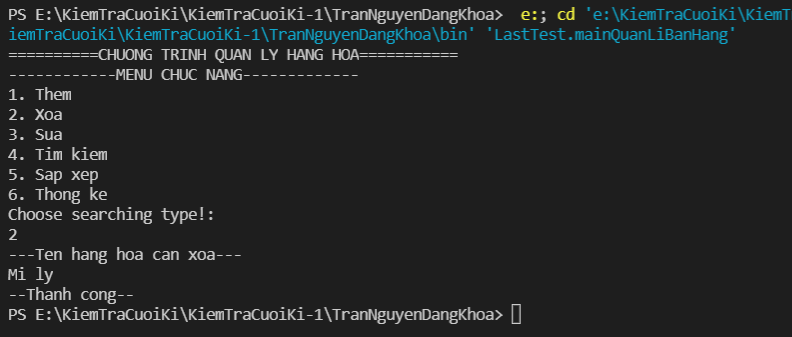 PS E:\KiemTraCuoiKi\KiemTraCuoiKi-1\TranNguyenDangKhoa>  e:; cd 'e:\KiemTraCuoiKi\KiemT
iemTraCuoiKi\KiemTraCuoiKi-1\TranNguyenDangKhoa\bin' 'LastTest.mainQuanLiBanHang'
==========CHUONG TRINH QUAN LY HANG HOA===========
------------MENU CHUC NANG-------------
1. Them
2. Xoa
3. Sua
4. Tim kiem
5. Sap xep
6. Thong ke
Choose searching type!:
2
---Ten hang hoa can xoa---
Mi ly
--Thanh cong--
PS E:\KiemTraCuoiKi\KiemTraCuoiKi-1\TranNguyenDangKhoa>